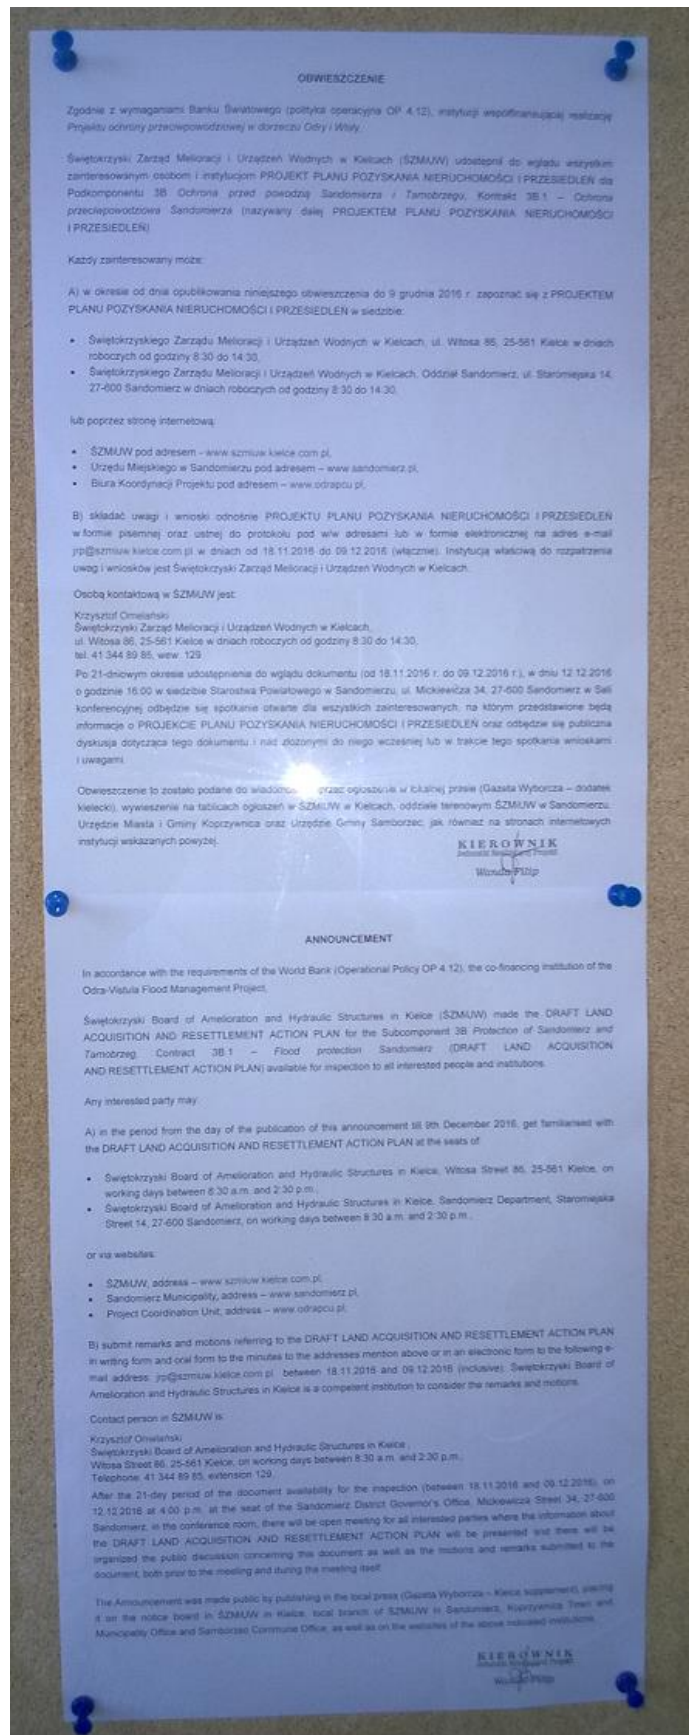 OBWIESZCZENIE
Zgodnie z wymaganiami Banku Światowego (polityka operacyjna OP 4.12), instytucji współfinansującej realizację
Projektu ochrony przeciwpowodziowej w dorzeczu Odry i Wisły,
Świętokrzyski Zarząd Melioracji i Urządzeń Wodnych w Kielcach (ŚZMiUW) udostępnił do wglądu wszystkim
zainteresowanym osobom i instytucjom PROJEKT PLANU POZYSKANIA NIERUCHOMOŚCI I PRZESIEDLEŃ dla
Podkomponentu 3B Ochrona przed powodzią Sandomierza i Tarnobrzegu, Kontrakt 3B.1 – Ochrona
przeciwpowodziowa Sandomierza (nazywany dalej PROJEKTEM PLANU POZYSKANIA NIERUCHOMOŚCI
I PRZESIEDLEŃ)
Każdy zainteresowany może:
A) w okresie od dnia opublikowania niniejszego obwieszczenia do 9 grudnia 2016 r. zapoznać się z PROJEKTEM
PLANU POZYSKANIA NIERUCHOMOŚCI I PRZESIEDLEŃ w siedzibie:
• Świętokrzyskiego Zarządu Melioracji i Urządzeń Wodnych w Kielcach, ul. Witosa 86, 25-561 Kielce w dniach
roboczych od godziny 8:30 do 14:30,
• Świętokrzyskiego Zarządu Melioracji i Urządzeń Wodnych w Kielcach, Oddział Sandomierz, ul. Staromiejska 14,
27-600 Sandomierz w dniach roboczych od godziny 8:30 do 14:30,
lub poprzez stronę internetową:
• ŚZMiUW pod adresem - www.szmiuw.kielce.com.pl,
• Urzędu Miejskiego w Sandomierzu pod adresem – www.sandomierz.pl,
• Biura Koordynacji Projektu pod adresem – www.odrapcu.pl,
B) składać uwagi i wnioski odnośnie PROJEKTU PLANU POZYSKANIA NIERUCHOMOŚCI I PRZESIEDLEŃ
w formie pisemnej oraz ustnej do protokołu pod w/w adresami lub w formie elektronicznej na adres e-mail
jrp@szmiuw.kielce.com.pl w dniach od 18.11.2016 do 09.12.2016 (włącznie). Instytucją właściwą do rozpatrzenia
uwag i wniosków jest Świętokrzyski Zarząd Melioracji i Urządzeń Wodnych w Kielcach.
Osobą kontaktową w ŚZMiUW jest:
Krzysztof Omelański
Świętokrzyski Zarząd Melioracji i Urządzeń Wodnych w Kielcach,
ul. Witosa 86, 25-561 Kielce w dniach roboczych od godziny 8:30 do 14:30,
tel. 41 344 89 85, wew. 129
Po 21-dniowym okresie udostępnienia do wglądu dokumentu (od 18.11.2016 r. do 09.12.2016 r.), w dniu 12.12.2016
o godzinie 16:00 w siedzibie Starostwa Powiatowego w Sandomierzu, ul. Mickiewicza 34, 27-600 Sandomierz w Sali
konferencyjnej odbędzie się spotkanie otwarte dla wszystkich zainteresowanych, na którym przedstawione będą
informacje o PROJEKCIE PLANU POZYSKANIA NIERUCHOMOŚCI I PRZESIEDLEŃ oraz odbędzie się publiczna
dyskusja dotycząca tego dokumentu i nad złożonymi do niego wcześniej lub w trakcie tego spotkania wnioskami
i uwagami.
Obwieszczenie to zostało podane do przez ogłoszenie w lokalnej prasie (Gazeta Wyborcza – dodatek
kielecki), wywieszenie na tablicach ogłoszeń w ŚZMiUW w Kielcach, oddziale terenowym ŚZMiUW w Sandomierzu,
Urzędzie Miasta i Gminy Koprzywnica oraz Urzędzie Gminy Samborzec, jak również na stronach internetowych
instytucji wskazanych powyżej.
KIEROWNIK
Wanda Filip
ANNOUNCEMENT
In accordance with the requirements of the World Bank (Operational Policy OP 4.12), the co-financing institution of the
Odra-Vistula Flood Management Project,
Świętokrzyski Board of Amelioration and Hydraulic Structures in Kielce (ŚZMiUW) made the DRAFT LAND
ACQUISITION AND RESETTLEMENT ACTION PLAN for the Subcomponent 3B Protection of Sandomierz and
Tarnobrzeg, Contract 3B.1 – Flood protection Sandomierz (DRAFT LAND ACQUISITION
AND RESETTLEMENT ACTION PLAN) available for inspection to all interested people and institutions.
Any interested party may:
A) in the period from the day of the publication of this announcement till 9th December 2016, get familiarised with
the DRAFT LAND ACQUISITION AND RESETTLEMENT ACTION PLAN at the seats of:
• Świętokrzyski Board of Amelioration and Hydraulic Structures in Kielce, Witosa Street 86, 25-561 Kielce, on
working days between 8:30 a.m. and 2:30 p.m.,
• Świętokrzyski Board of Amelioration and Hydraulic Structures in Kielce, Sandomierz Department, Staromiejska
Street 14, 27-600 Sandomierz, on working days between 8:30 a.m. and 2:30 p.m.,
or via websites:
• ŚZMiUW, address – www.szmiuw.kielce.com.pl,
• Sandomierz Municipality, address – www.sandomierz.pl,
• Project Coordination Unit, address – www.odrapcu.pl,
B) submit remarks and motions referring to the DRAFT LAND ACQUISITION AND RESETTLEMENT ACTION PLAN
in writing form and oral form to the minutes to the addresses mention above or in an electronic form to the following e-
mail address: jrp@szmiuw.kielce.com.pl between 18.11.2016 and 09.12.2016 (inclusive). Świętokrzyski Board of
Amelioration and Hydraulic Structures in Kielce is a competent institution to consider the remarks and motions.
Contact person in ŚZMiUW is:
Krzysztof Omelański
Świętokrzyski Board of Amelioration and Hydraulic Structures in Kielce,
Witosa Street 86, 25-561 Kielce, on working days between 8:30 a.m. and 2:30 p.m.,
Telephone: 41 344 89 85, extension 129.
After the 21-day period of the document availability for the inspection (between 18.11.2016 and 09.12.2016), on
12.12.2016 at 4:00 p.m. at the seat of the Sandomierz District Governor's Office, Mickiewicza Street 34, 27-600
Sandomierz, in the conference room, there will be open meeting for all interested parties where the information about
the DRAFT LAND ACQUISITION AND RESETTLEMENT ACTION PLAN will be presented and there will be
organized the public discussion concerning this document as well as the motions and remarks submitted to the
document, both prior to the meeting and during the meeting itself.
The Announcement was made public by publishing in the local press (Gazeta Wyborcza – Kielce supplement), placing
it on the notice board in ŚZMiUW in Kielce, local branch of ŚZMiUW in Sandomierz, Koprzywnica Town and
Municipality Office and Samborzec Commune Office, as well as on the websites of the above indicated institutions.
KIEROWNIK
Wanda Filip